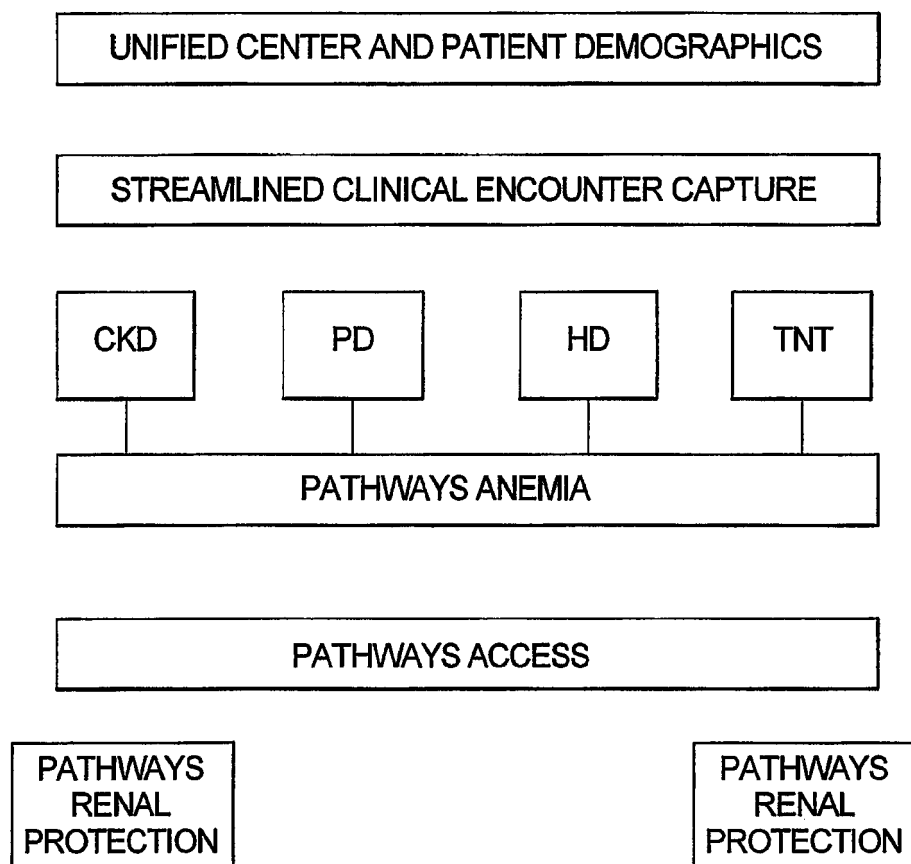 UNIFIED CENTER AND PATIENT DEMOGRAPHICS
STREAMLINED CLINICAL ENCOUNTER CAPTURE
CKD
PD
HD
TNT
PATHWAYS ANEMIA
PATHWAYS ACCESS
PATHWAYS
RENAL
PROTECTION
PATHWAYS
RENAL
PROTECTION